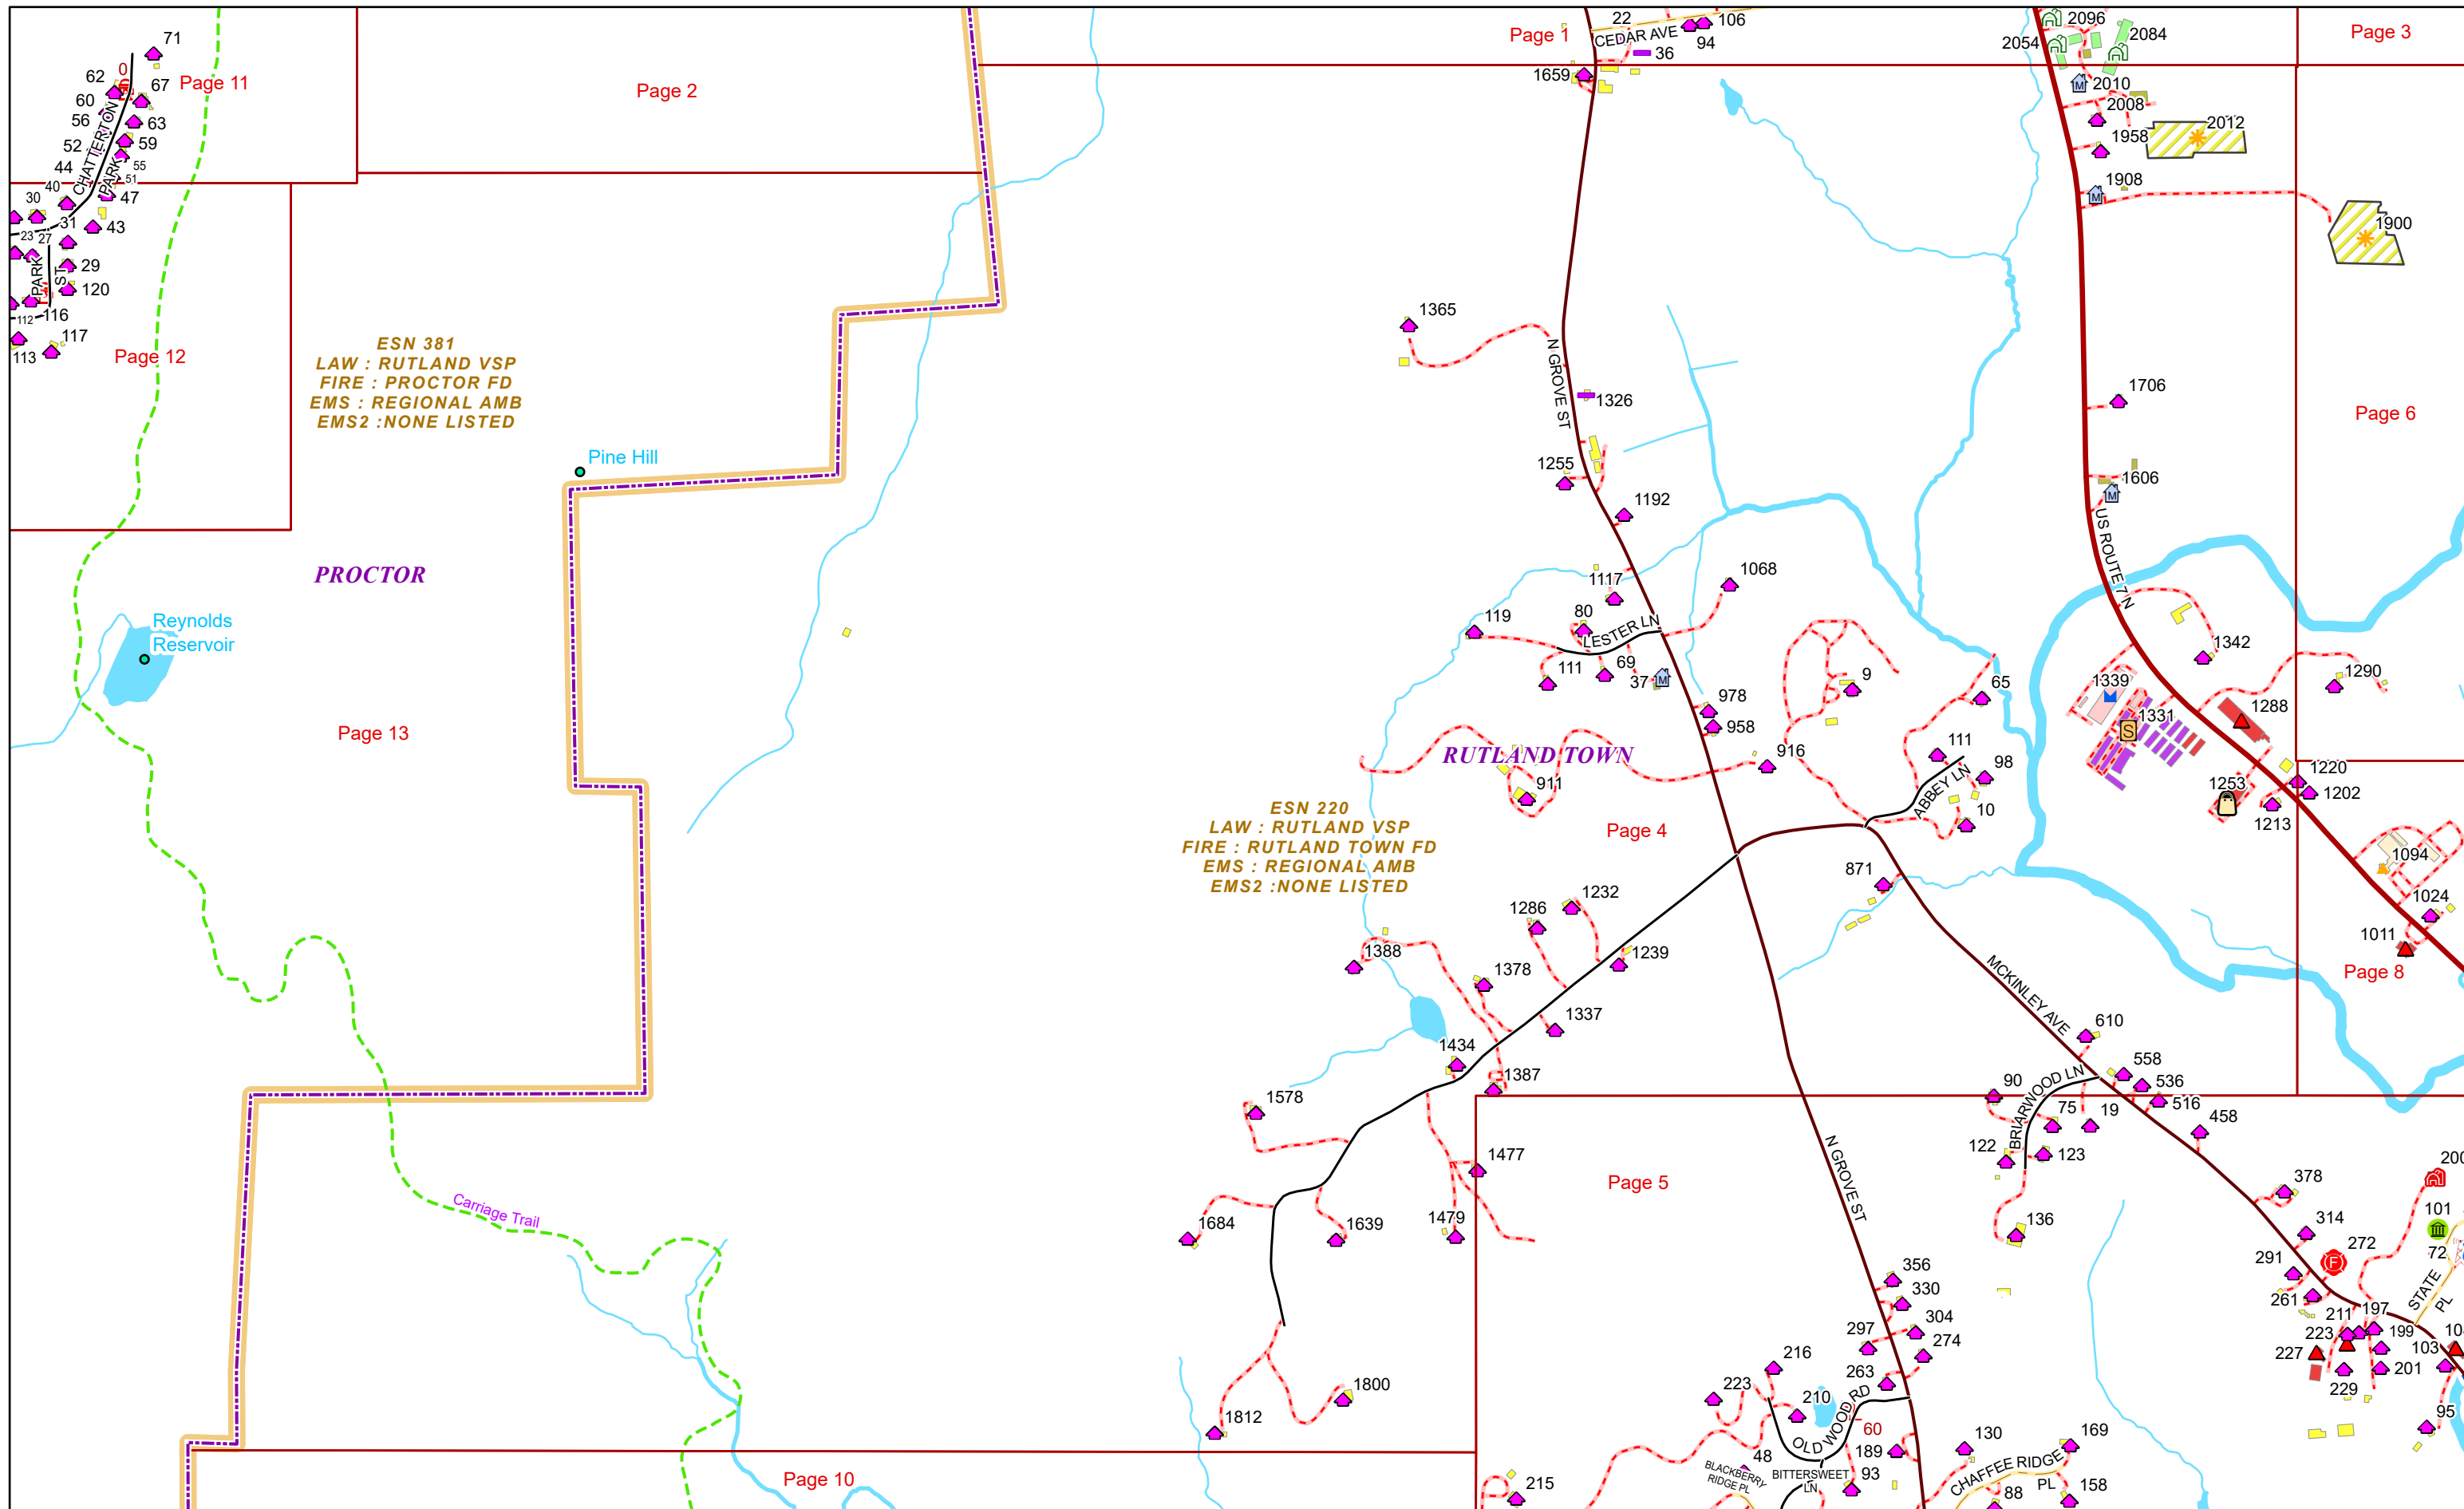 71
Page 11
0
62
67
60
56
63
52
59
44
55
51
40
47
30
31
43
23
27
29
120
112
116
117
113
CHATTERTON
PARK
PARK
ST
Page 12
Page 2
Page 1
22
CEDAR AVE
106
94
36
1659
2096
2054
2084
2010
2008
1958
2012
Page 3
1908
1900
ESN 381
LAW : RUTLAND VSP
FIRE : PROCTOR FD
EMS : REGIONAL AMB
EMS2 :NONE LISTED
Pine Hill
PROCTOR
Reynolds
Reservoir
Page 13
1365
N GROVE ST
1326
1255
1192
1706
1606
US ROUTE 7 N
Page 6
1117
1068
119
80
LESTER LN
111
69
37
M
978
958
9
65
1342
1290
1339
1331
S
1288
RUTLAND TOWN
916
111
98
ABBEY LN
10
911
1253
1220
1202
1213
ESN 220
LAW : RUTLAND VSP
FIRE : RUTLAND TOWN FD
EMS : REGIONAL AMB
EMS2 :NONE LISTED
Page 4
871
1094
1024
1011
Page 8
1232
1286
1239
1388
1378
1337
MCKINLEY AVE
610
1434
1387
558
536
516
458
BRIARWOOD LN
90
75
19
122
123
136
1578
1477
Page 5
N GROVE ST
1684
1639
1479
Carriage Trail
378
314
291
272
F
101
72
STATE
PL
261
211
197
223
199
227
103
201
229
95
356
330
304
297
274
263
216
223
210
OLD WOOD RD
60
189
48
BLACKBERRY
RIDGE PL
BITTERSWEET
LN
93
130
169
CHAFFEE RIDGE
PL
88
158
1800
1812
Page 10
215